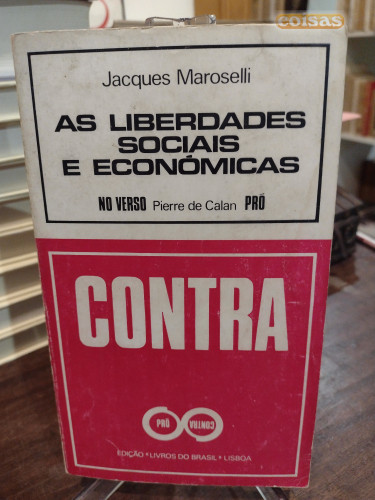 coisas
Jacques Maroselli
AS LIBERDADES
SOCIAIS
E ECONÓMICAS
NO VERSO Pierre de Calan PRÓ
CONTRA
PRÓ CONTRA
EDIÇÃO * LIVROS DO BRASIL * LISBOA